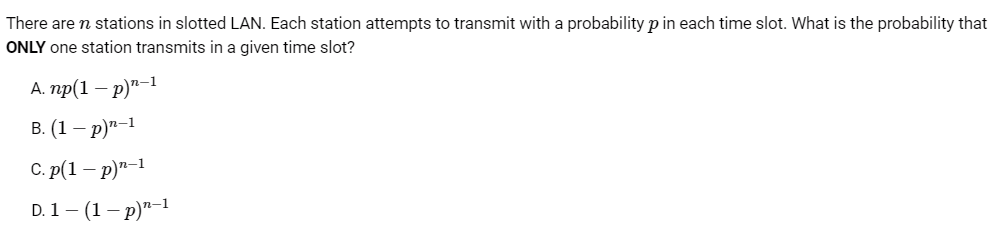 There are n stations in slotted LAN. Each station attempts to transmit with a probability p in each time slot. What is the probability that
ONLY one station transmits in a given time slot?
A. np(1 − p)^{n−1}
B. (1 − p)^{n−1}
C. p(1 − p)^{n−1}
D. 1 − (1 − p)^{n−1}